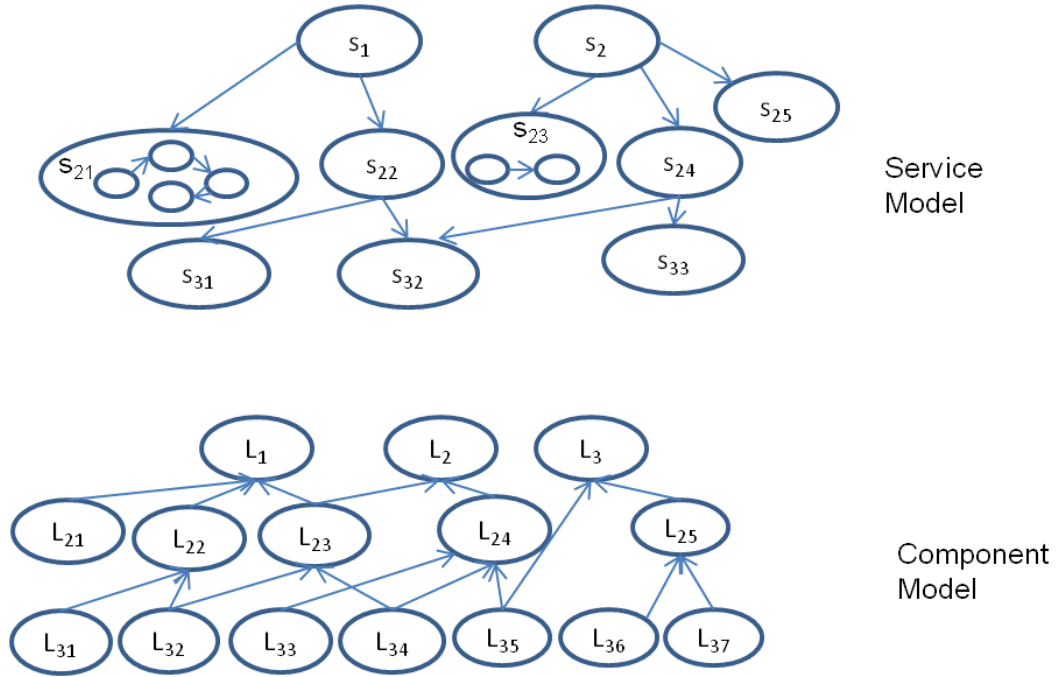 s1 s2
s25
s21 s22 s23 s24
Service
Model
s31 s32 s33
L1 L2 L3
L21 L22 L23 L24 L25
Component
Model
L31 L32 L33 L34 L35 L36 L37